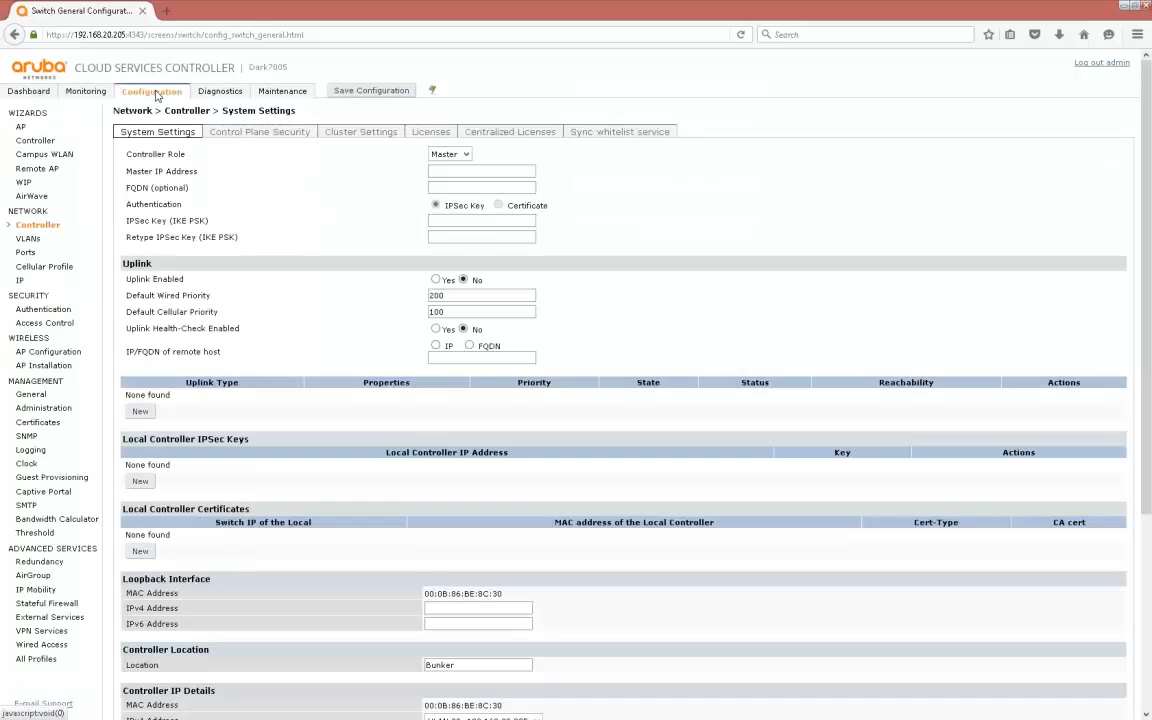 Switch General Configurat...
https://192.168.20.205:4343/screens/switch/config_switch_general.html
Search
aruba
NETWORKS
CLOUD SERVICES CONTROLLER
Dark7005
Log out admin
Dashboard
Monitoring
Configuration
Diagnostics
Maintenance
Save Configuration
WIZARDS
AP
Controller
Campus WLAN
Remote AP
WIP
AirWave
NETWORK
Controller
VLANs
Ports
Cellular Profile
IP
SECURITY
Authentication
Access Control
WIRELESS
AP Configuration
AP Installation
MANAGEMENT
General
Administration
Certificates
SNMP
Logging
Clock
Guest Provisioning
Captive Portal
SMTP
Bandwidth Calculator
Threshold
ADVANCED SERVICES
Redundancy
AirGroup
IP Mobility
Stateful Firewall
External Services
VPN Services
Wired Access
All Profiles
E-mail Support
javascript:void(0)
Network > Controller > System Settings
System Settings
Control Plane Security
Cluster Settings
Licenses
Centralized Licenses
Sync whitelist service
Controller Role Master
Master IP Address
FQDN (optional)
Authentication IPSec Key Certificate
IPSec Key (IKE PSK)
Retype IPSec Key (IKE PSK)
Uplink
Uplink Enabled Yes No
Default Wired Priority 200
Default Cellular Priority 100
Uplink Health-Check Enabled Yes No
IP/FQDN of remote host IP FQDN
Uplink Type Properties Priority State Status Reachability Actions
None found
New
Local Controller IPSec Keys
Local Controller IP Address Key Actions
None found
New
Local Controller Certificates
Switch IP of the Local MAC address of the Local Controller Cert-Type CA cert
None found
New
Loopback Interface
MAC Address 00:0B:86:BE:8C:30
IPv4 Address
IPv6 Address
Controller Location
Location Bunker
Controller IP Details
MAC Address 00:0B:86:BE:8C:30